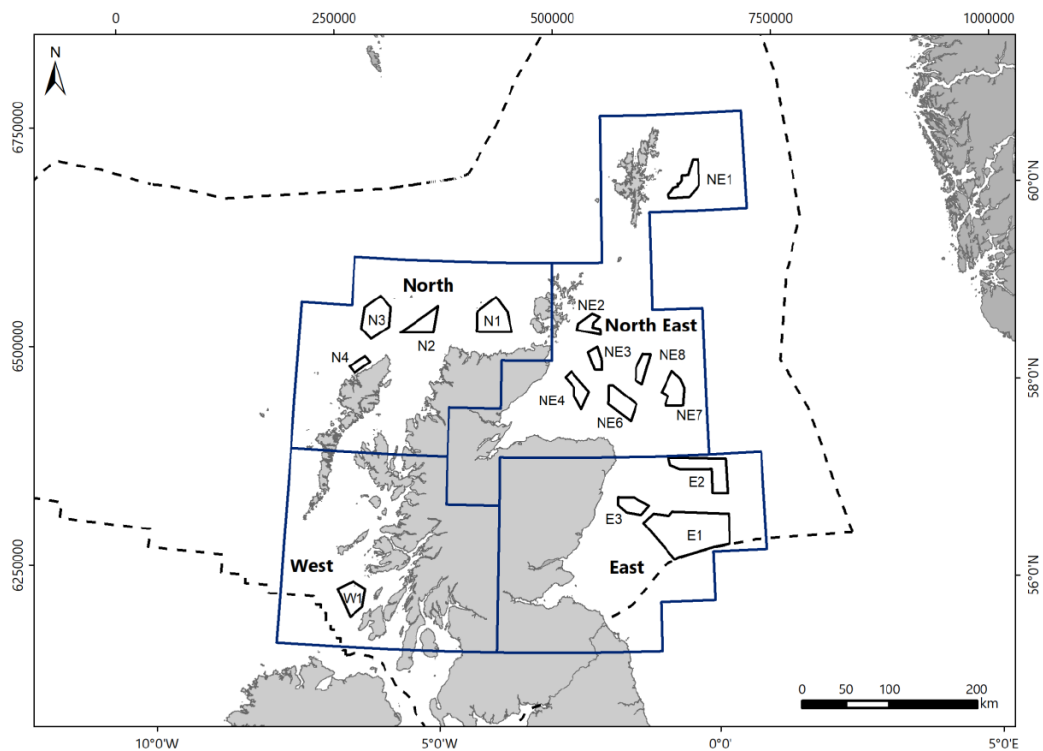 0 250000 500000 750000 1000000
N
6750000
60°0'N
NE1
North
N3
N2
N1
NE2
North East
6500000
N4
NE3
NE8
58°0'N
NE4
NE6
NE7
E2
E3
E1
West
East
6250000
56°0'N
W1
0 50 100 200
km
10°0'W 5°0'W 0°0' 5°0'E